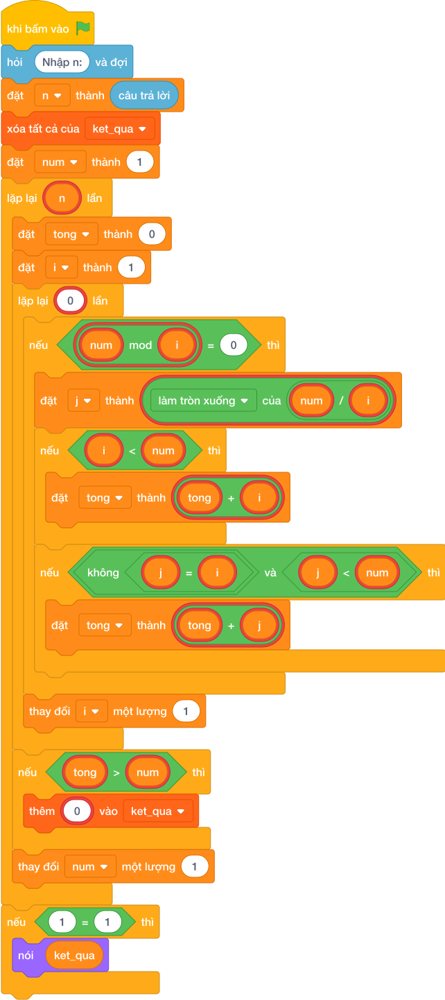 khi bấm vào
hỏi Nhập n: và đợi
đặt n thành câu trả lời
xóa tất cả của ket_qua
đặt num thành 1
lặp lại n lần
đặt tong thành 0
đặt i thành 1
lặp lại 0 lần
nếu num mod i = 0 thì
đặt j thành làm tròn xuống của num / i
nếu i < num thì
đặt tong thành tong + i
nếu không j = i và j < num thì
đặt tong thành tong + j
thay đổi i một lượng 1
nếu tong > num thì
thêm 0 vào ket_qua
thay đổi num một lượng 1
nếu 1 = 1 thì
nói ket_qua